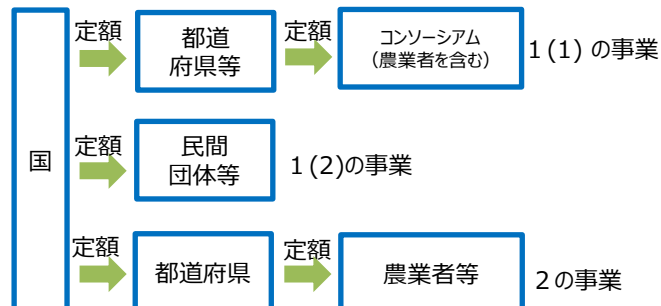 国
定額
都道
府県等
定額
コンソーシアム
（農業者を含む）
１(１) の事業
定額
民間
団体等
１(２)の事業
定額
都道府県
定額
農業者等
２の事業